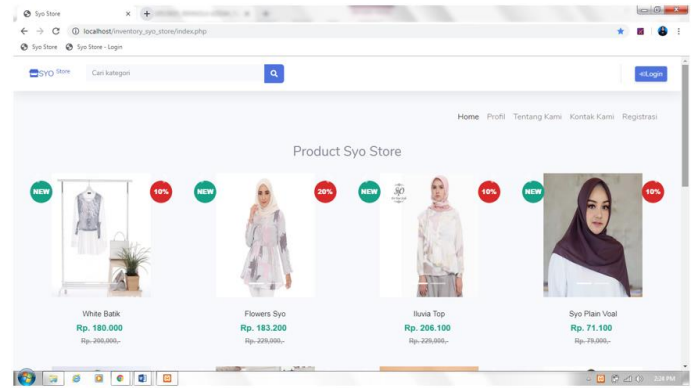 Syo Store
localhost/inventory_syo_store/index.php
Syo Store Syo Store - Login
SYO Store Cari kategori Login
Home Profil Tentang Kami Kontak Kami Registrasi
Product Syo Store
NEW 10% NEW 20% NEW 10% NEW 10%
White Batik Flowers Syo Iluvia Top Syo Plain Voal
Rp. 180.000 Rp. 183.200 Rp. 206.100 Rp. 71.100
Rp. 200,000,- Rp. 229,000,- Rp. 229,000,- Rp. 79,000,-
2:28 PM